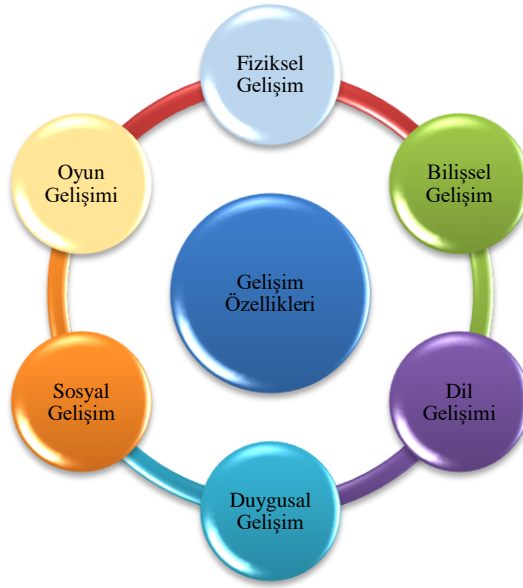 Fiziksel
Gelişim
Bilişsel
Gelişim
Dil
Gelişimi
Duygusal
Gelişim
Sosyal
Gelişim
Oyun
Gelişimi
Gelişim
Özellikleri